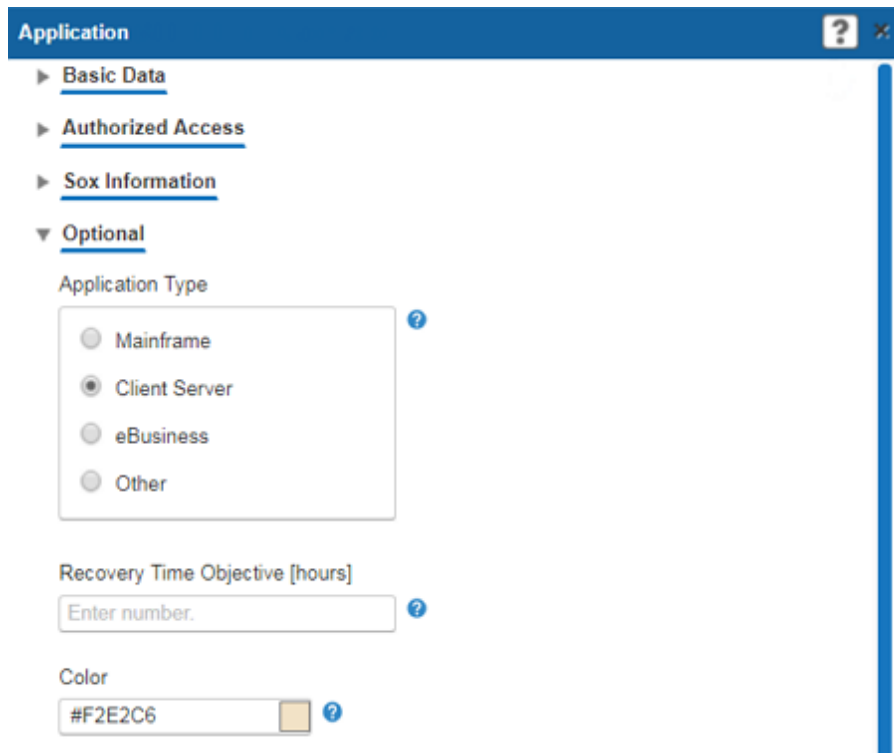 Application ?
Basic Data
Authorized Access
Sox Information
Optional
Application Type
?
Mainframe
Client Server
eBusiness
Other
Recovery Time Objective [hours]
Enter number. ?
Color
#F2E2C6 ?